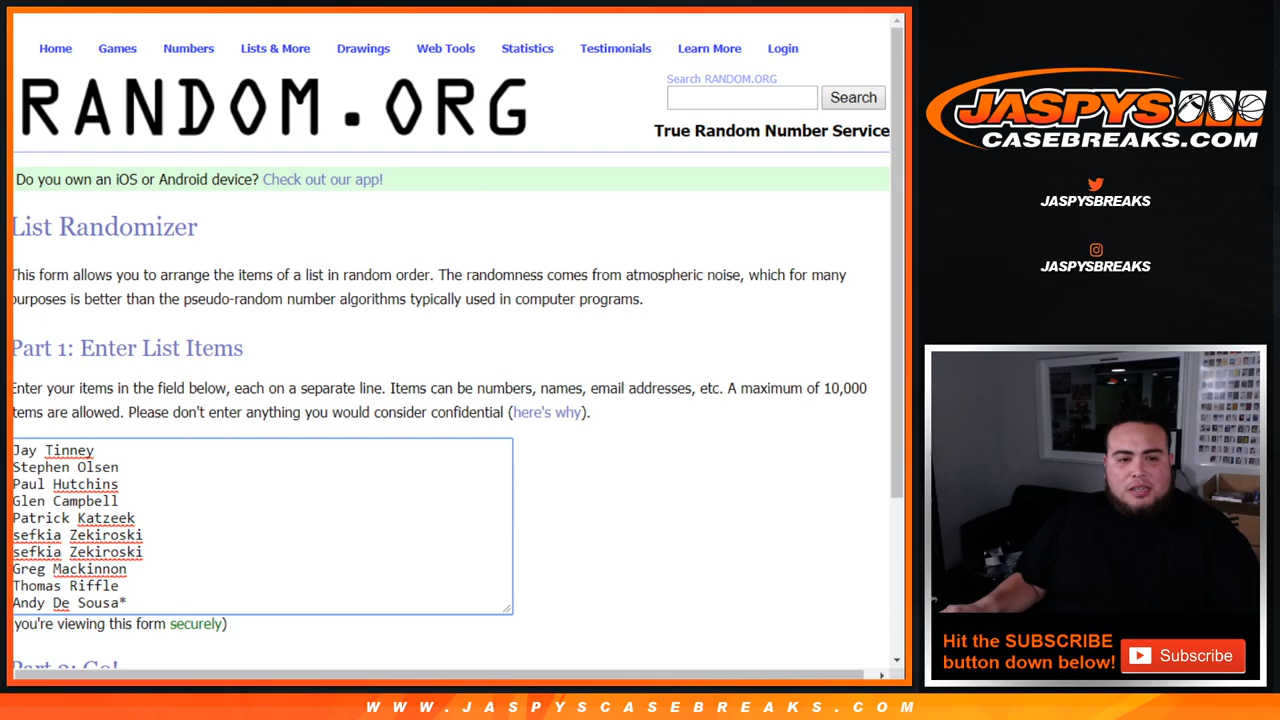 Home Games Numbers Lists & More Drawings Web Tools Statistics Testimonials Learn More Login
RANDOM.ORG
Search RANDOM.ORG
Search
True Random Number Service
Do you own an iOS or Android device? Check out our app!
List Randomizer
This form allows you to arrange the items of a list in random order. The randomness comes from atmospheric noise, which for many
purposes is better than the pseudo-random number algorithms typically used in computer programs.
Part 1: Enter List Items
Enter your items in the field below, each on a separate line. Items can be numbers, names, email addresses, etc. A maximum of 10,000
items are allowed. Please don't enter anything you would consider confidential (here's why).
Jay Tinney
Stephen Olsen
Paul Hutchins
Glen Campbell
Patrick Katzeek
sefkia Zekiroski
sefkia Zekiroski
Greg Mackinnon
Thomas Riffle
Andy De Sousa*
(you're viewing this form securely)
Part 2: Go!
JASPYS
CASEBREAKS.COM
JASPYSBREAKS
JASPYSBREAKS
Hit the SUBSCRIBE
button down below!
Subscribe
WWW.JASPYSCASEBREAKS.COM